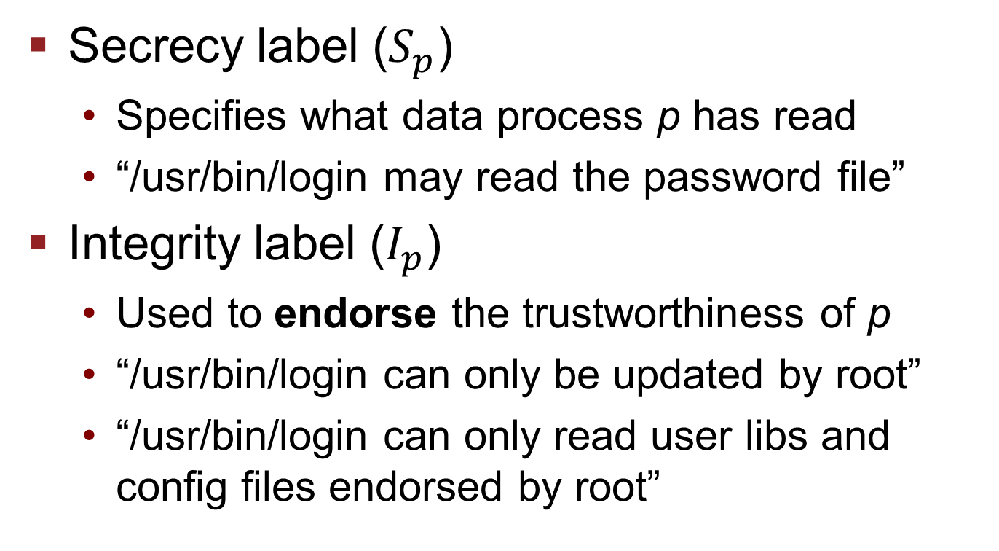 ▪ Secrecy label (𝑆𝑝)
• Specifies what data process p has read
• “/usr/bin/login may read the password file”
▪ Integrity label (𝐼𝑝)
• Used to endorse the trustworthiness of p
• “/usr/bin/login can only be updated by root”
• “/usr/bin/login can only read user libs and
config files endorsed by root”